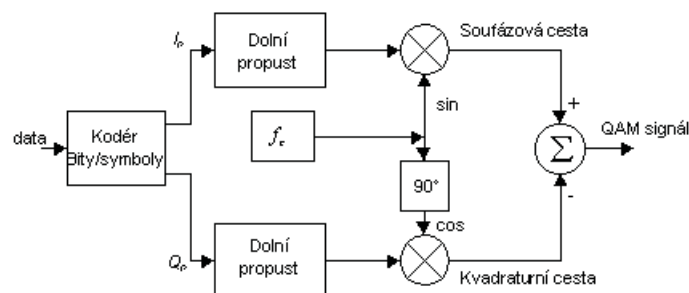 Iₚ
Dolní
propust
Soufázová cesta
sin
+
data
Kodér
Bity/symboly
f_c
Σ
QAM signál
90°
-
cos
Qₚ
Dolní
propust
Kvadraturní cesta